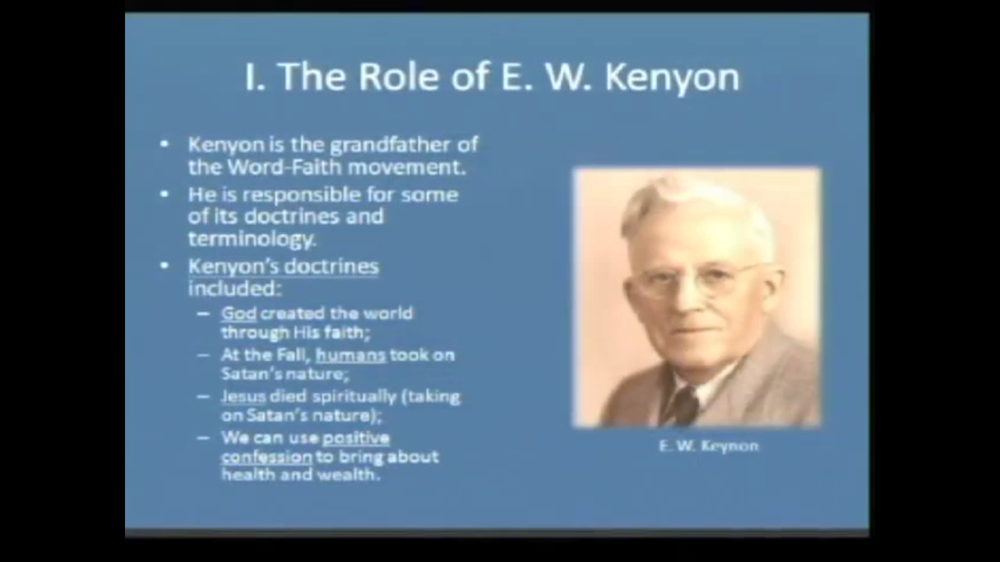 I. The Role of E. W. Kenyon
• Kenyon is the grandfather of
the Word-Faith movement.
• He is responsible for some
of its doctrines and
terminology.
• Kenyon's doctrines
included:
– God created the world
through His faith;
– At the Fall, humans took on
Satan's nature;
– Jesus died spiritually (taking
on Satan's nature);
– We can use positive
confession to bring about
health and wealth.
E. W. Keynon